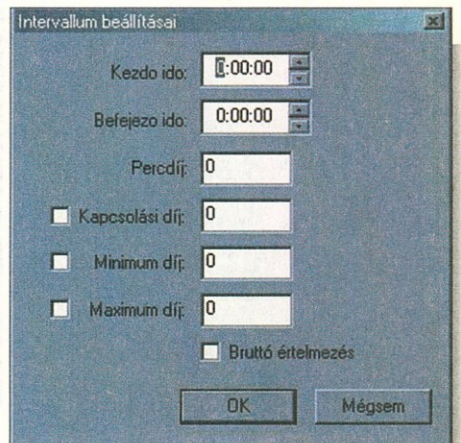 Intervallum beállításai
Kezdo ido: 0:00:00
Befejezo ido: 0:00:00
Percdíj: 0
Kapcsolási díj: 0
Minimum díj: 0
Maximum díj: 0
Bruttó értelmezés
OK Mégsem